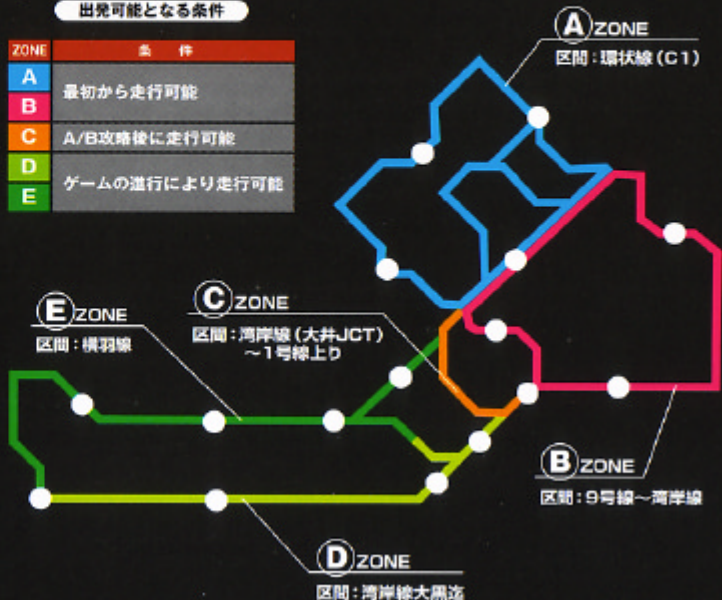 出発可能となる条件
ZONE 条 件
A
B
最初から走行可能
C A/B攻略後に走行可能
D
E
ゲームの進行により走行可能
A ZONE
区間：環状線(C1)
E ZONE
区間：横羽線
C ZONE
区間：湾岸線(大井JCT)
～1号線上り
B ZONE
区間：9号線～湾岸線
D ZONE
区間：湾岸線大黒迄